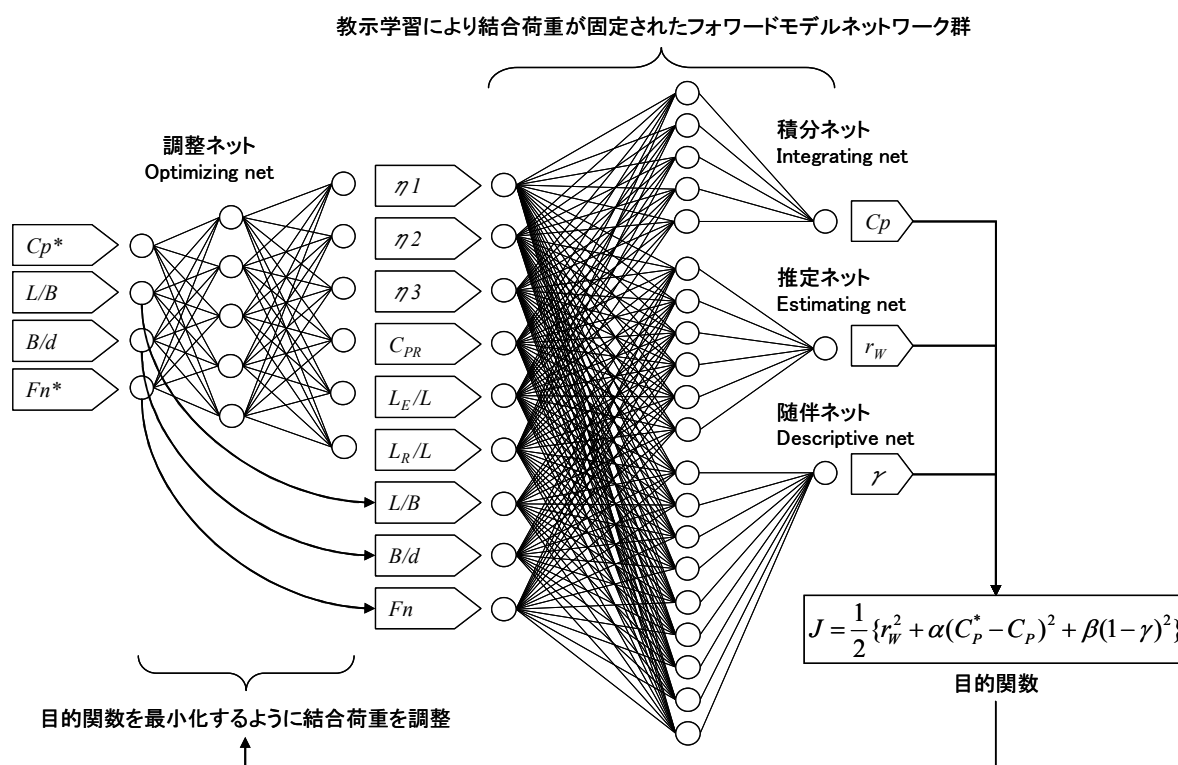 教示学習により結合荷重が固定されたフォワードモデルネットワーク群
調整ネット
Optimizing net
Cp*
L/B
B/d
Fn*
η1
η2
η3
C_{PR}
L_E/L
L_R/L
L/B
B/d
Fn
積分ネット
Integrating net
Cp
推定ネット
Estimating net
r_W
随伴ネット
Descriptive net
γ
J = \frac{1}{2}\{r_W^2 + α(C_P^* − C_P)^2 + β(1−γ)^2\}
目的関数
目的関数を最小化するように結合荷重を調整